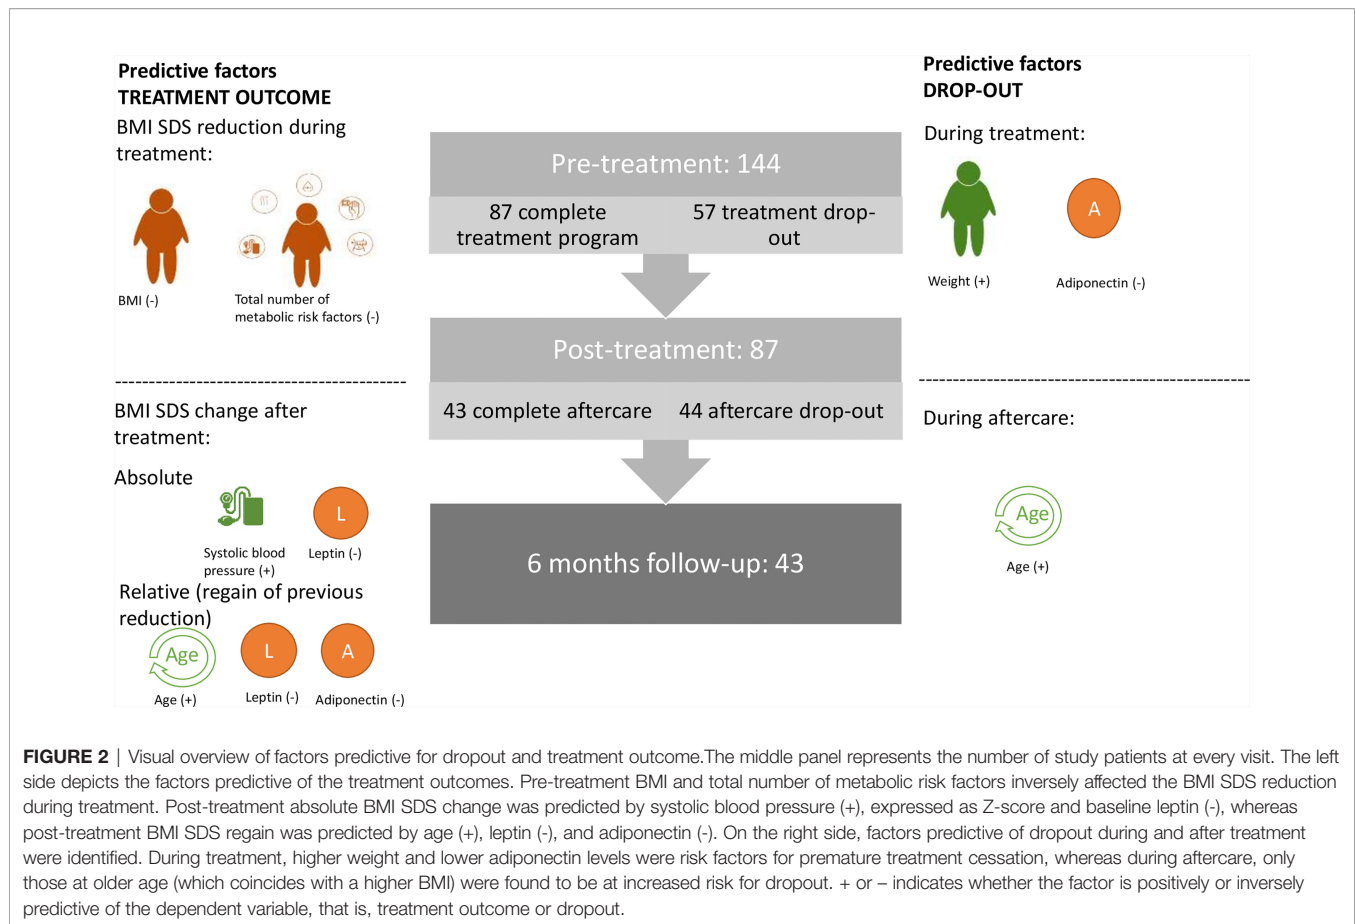 Predictive factors
TREATMENT OUTCOME
BMI SDS reduction during
treatment:
BMI (-)
Total number of
metabolic risk factors (-)
BMI SDS change after
treatment:
Absolute
Systolic blood
pressure (+)
L
Leptin (-)
Relative (regain of previous
reduction)
Age
Age (+)
L
Leptin (-)
A
Adiponectin (-)
Pre-treatment: 144
87 complete
treatment program
57 treatment drop-
out
Post-treatment: 87
43 complete aftercare
44 aftercare drop-out
6 months follow-up: 43
Predictive factors
DROP-OUT
During treatment:
Weight (+)
A
Adiponectin (-)
During aftercare:
Age
Age (+)
FIGURE 2 | Visual overview of factors predictive for dropout and treatment outcome.The middle panel represents the number of study patients at every visit. The left
side depicts the factors predictive of the treatment outcomes. Pre-treatment BMI and total number of metabolic risk factors inversely affected the BMI SDS reduction
during treatment. Post-treatment absolute BMI SDS change was predicted by systolic blood pressure (+), expressed as Z-score and baseline leptin (-), whereas
post-treatment BMI SDS regain was predicted by age (+), leptin (-), and adiponectin (-). On the right side, factors predictive of dropout during and after treatment
were identified. During treatment, higher weight and lower adiponectin levels were risk factors for premature treatment cessation, whereas during aftercare, only
those at older age (which coincides with a higher BMI) were found to be at increased risk for dropout. + or – indicates whether the factor is positively or inversely
predictive of the dependent variable, that is, treatment outcome or dropout.